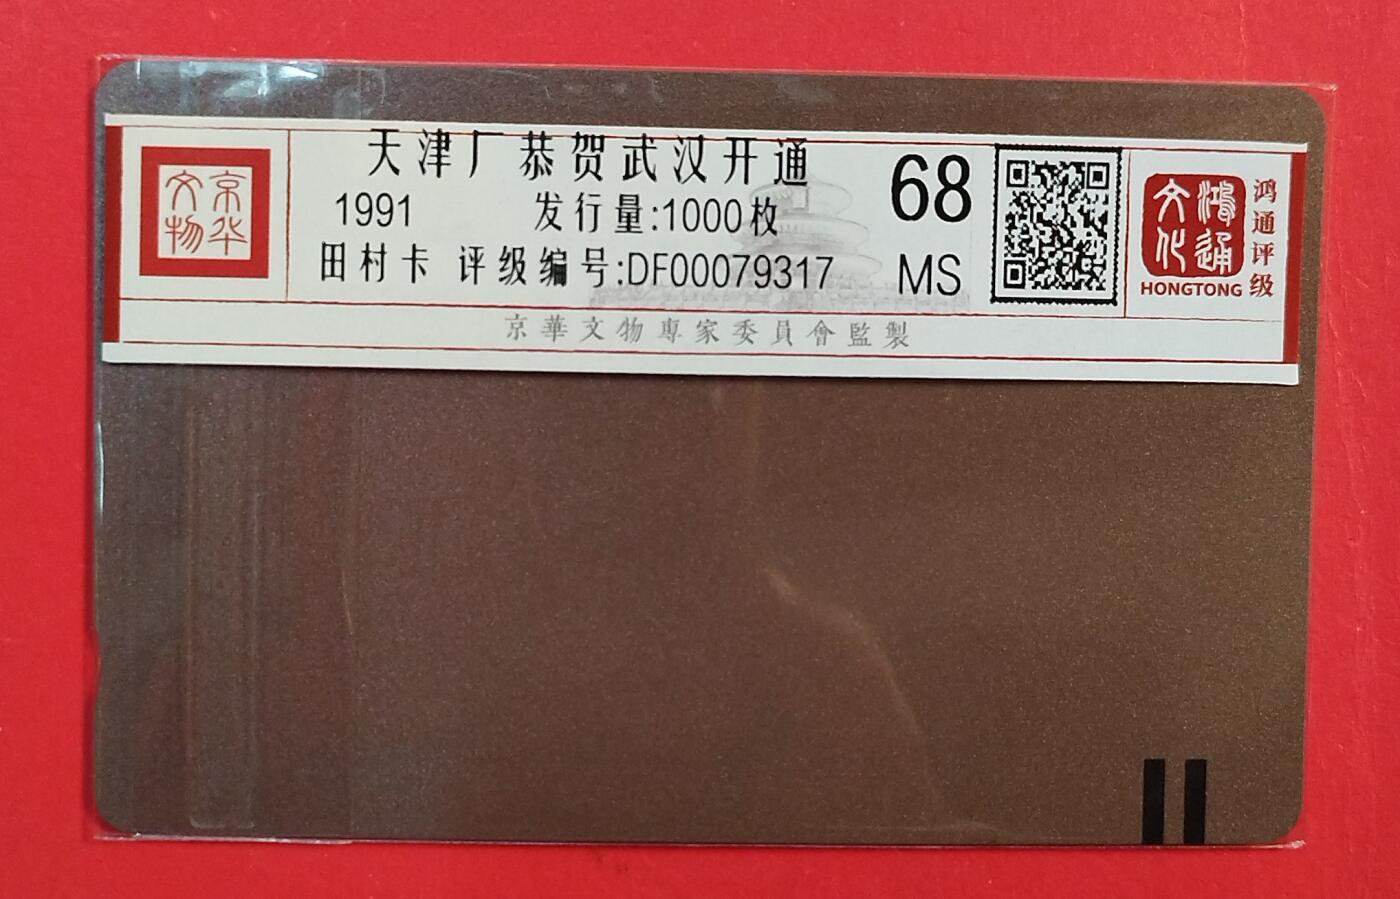 京华文物
天津厂恭贺武汉开通
1991 发行量:1000枚
田村卡 评级编号:DF00079317
68
MS
鸿通文化
HONGTONG
鸿通评级
京華文物專家委員會監製